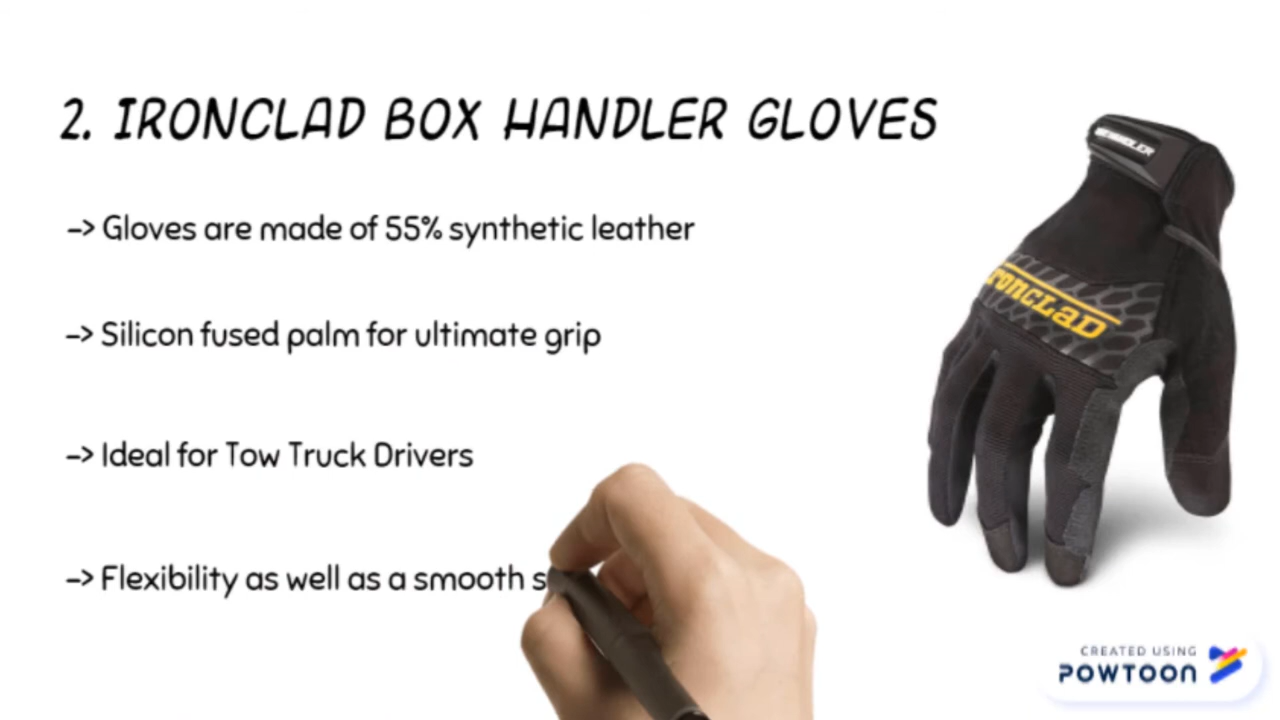 2. IRONCLAD BOX HANDLER GLOVES
-> Gloves are made of 55% synthetic leather
-> Silicon fused palm for ultimate grip
-> Ideal for Tow Truck Drivers
-> Flexibility as well as a smooth s
IRONCLAD
CREATED USING
POWTOON